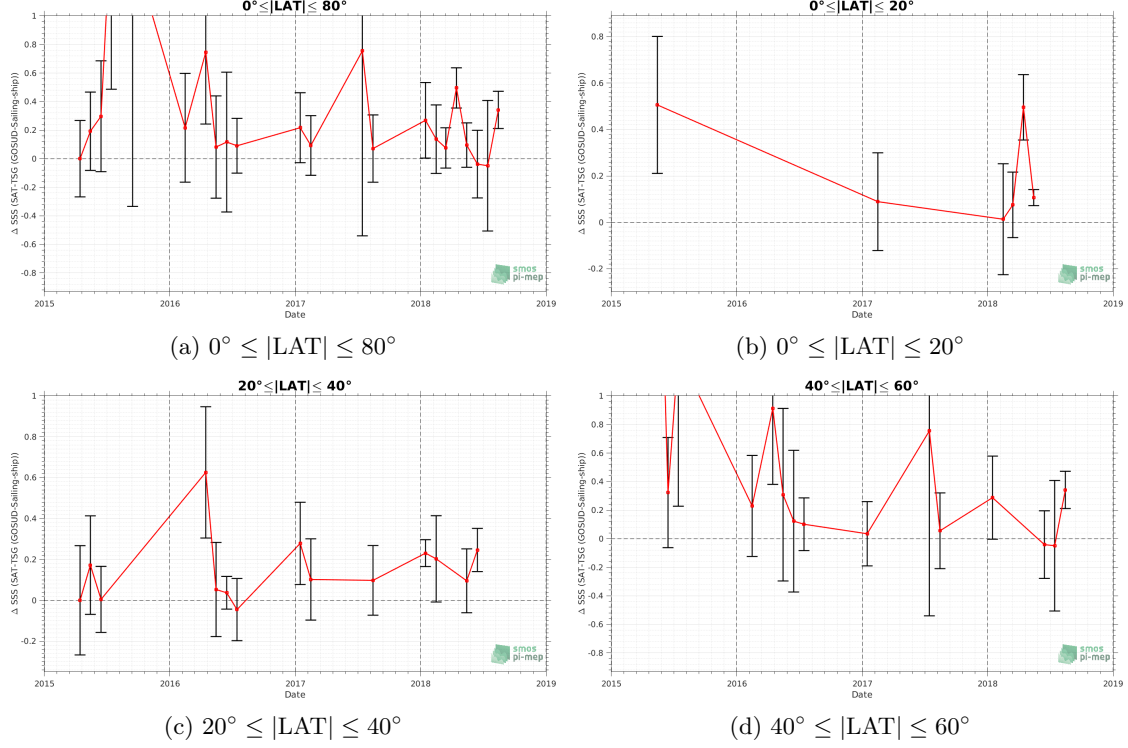 0°≤|LAT|≤ 80°
Δ SSS (SAT-TSG (GOSUD-Sailing-ship))
1
0.8
0.6
0.4
0.2
0
-0.2
-0.4
-0.6
-0.8
2015 2016 2017 2018 2019
Date
smos
pi-mep
(a) 0° ≤ |LAT| ≤ 80°
0°≤|LAT|≤ 20°
Δ SSS (SAT-TSG (GOSUD-Sailing-ship))
0.8
0.6
0.4
0.2
0
-0.2
2015 2016 2017 2018 2019
Date
smos
pi-mep
(b) 0° ≤ |LAT| ≤ 20°
20°≤|LAT|≤ 40°
Δ SSS (SAT-TSG (GOSUD-Sailing-ship))
1
0.8
0.6
0.4
0.2
0
-0.2
2015 2016 2017 2018 2019
Date
smos
pi-mep
(c) 20° ≤ |LAT| ≤ 40°
40°≤|LAT|≤ 60°
Δ SSS (SAT-TSG (GOSUD-Sailing-ship))
1
0.8
0.6
0.4
0.2
0
-0.2
-0.4
-0.6
-0.8
2015 2016 2017 2018 2019
Date
smos
pi-mep
(d) 40° ≤ |LAT| ≤ 60°